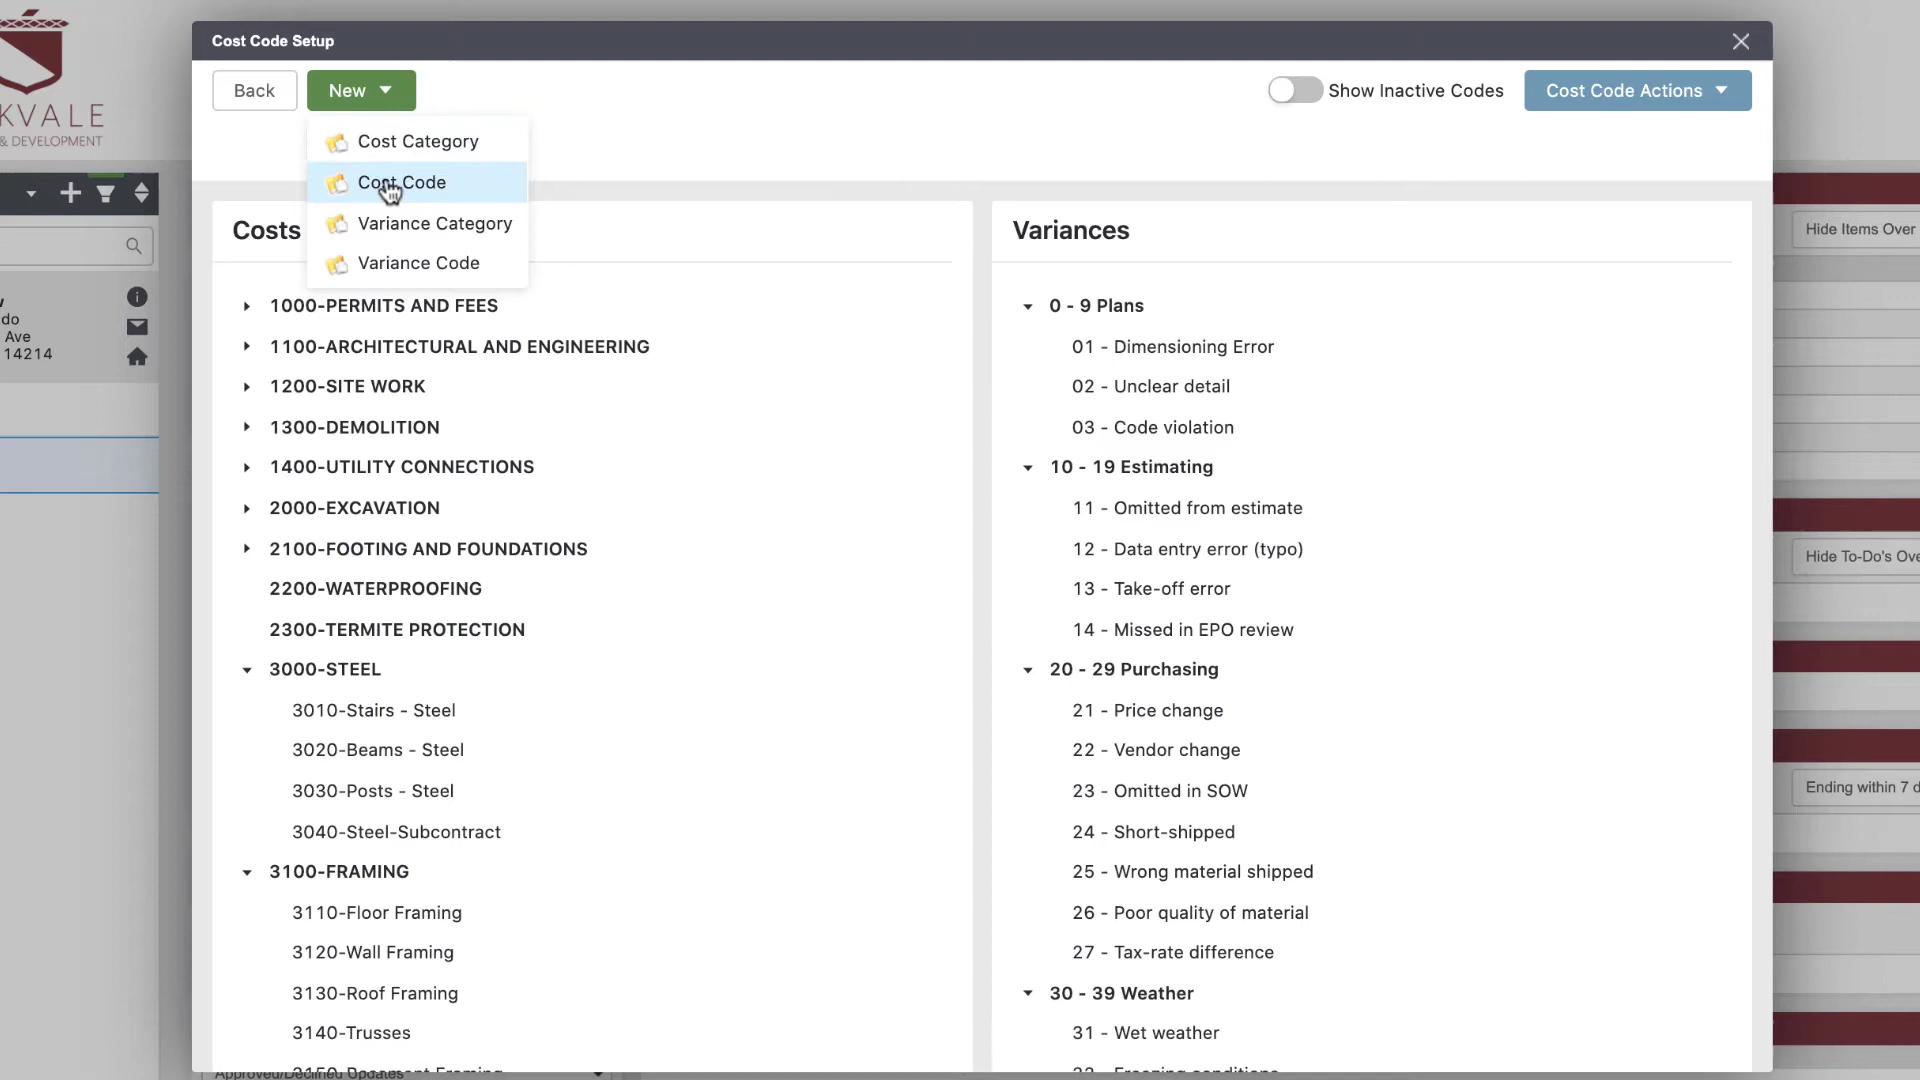 KVALE
& DEVELOPMENT
do
Ave
14214
Cost Code Setup
Back
New
Show Inactive Codes
Cost Code Actions
Cost Category
Cost Code
Variance Category
Variance Code
Costs
1000-PERMITS AND FEES
1100-ARCHITECTURAL AND ENGINEERING
1200-SITE WORK
1300-DEMOLITION
1400-UTILITY CONNECTIONS
2000-EXCAVATION
2100-FOOTING AND FOUNDATIONS
2200-WATERPROOFING
2300-TERMITE PROTECTION
3000-STEEL
3010-Stairs - Steel
3020-Beams - Steel
3030-Posts - Steel
3040-Steel-Subcontract
3100-FRAMING
3110-Floor Framing
3120-Wall Framing
3130-Roof Framing
3140-Trusses
Approved/Declined Updates
Variances
0 - 9 Plans
01 - Dimensioning Error
02 - Unclear detail
03 - Code violation
10 - 19 Estimating
11 - Omitted from estimate
12 - Data entry error (typo)
13 - Take-off error
14 - Missed in EPO review
20 - 29 Purchasing
21 - Price change
22 - Vendor change
23 - Omitted in SOW
24 - Short-shipped
25 - Wrong material shipped
26 - Poor quality of material
27 - Tax-rate difference
30 - 39 Weather
31 - Wet weather
Hide Items Over
Hide To-Do's Ove
Ending within 7 d